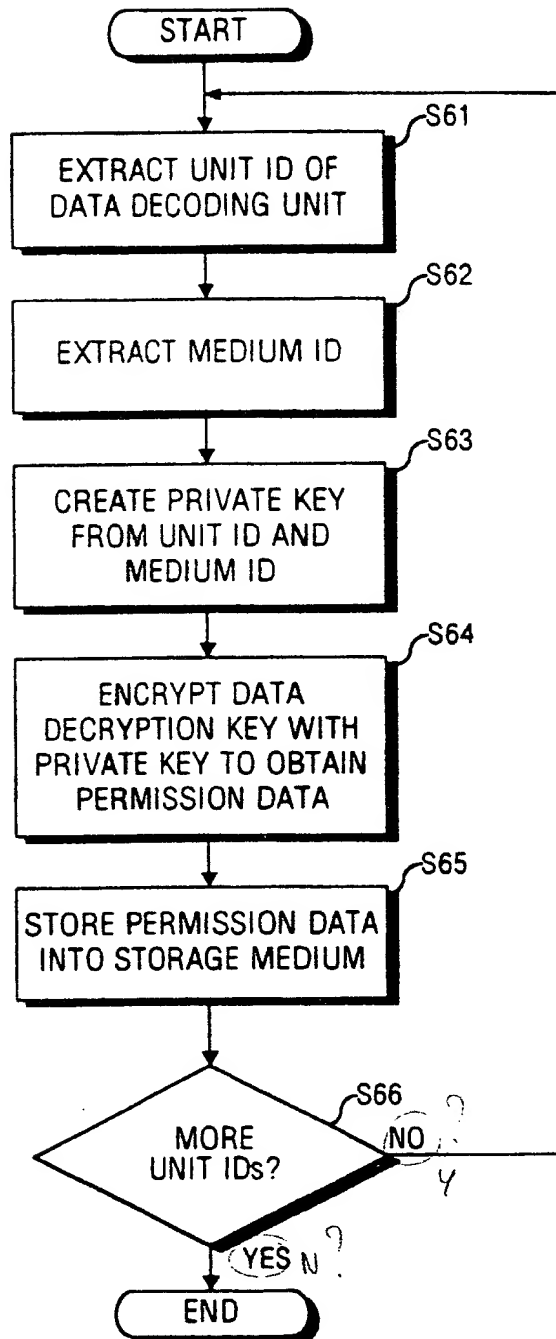 START
S61
EXTRACT UNIT ID OF
DATA DECODING UNIT
S62
EXTRACT MEDIUM ID
S63
CREATE PRIVATE KEY
FROM UNIT ID AND
MEDIUM ID
S64
ENCRYPT DATA
DECRYPTION KEY WITH
PRIVATE KEY TO OBTAIN
PERMISSION DATA
S65
STORE PERMISSION DATA
INTO STORAGE MEDIUM
S66
MORE
UNIT IDs?
NO ?
Y
YES N ?
END